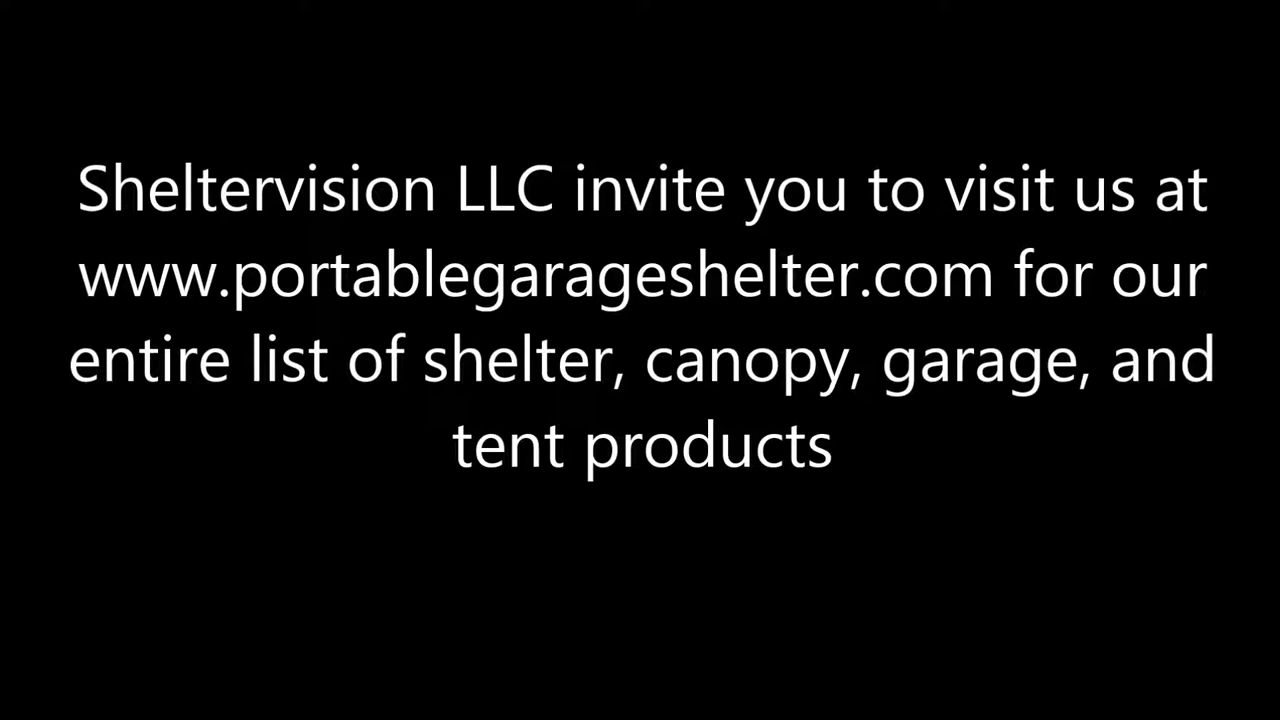 Sheltervision LLC invite you to visit us at
www.portablegarageshelter.com for our
entire list of shelter, canopy, garage, and
tent products